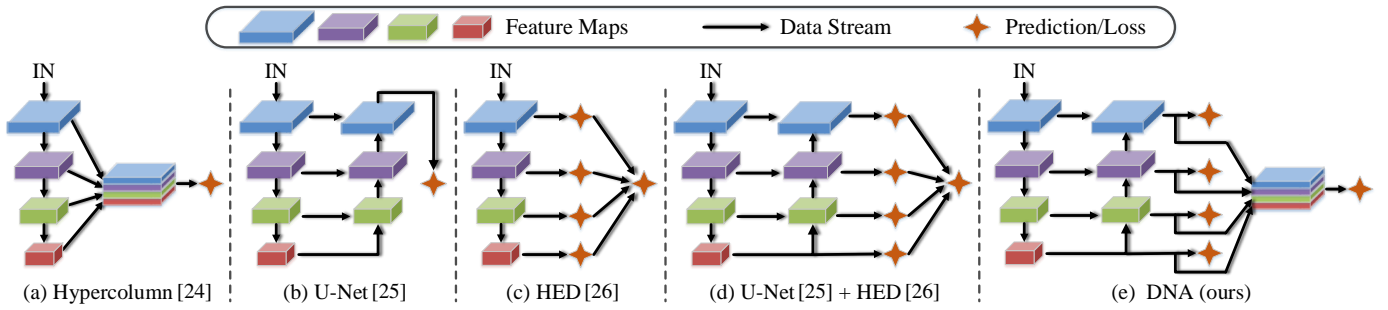 Feature Maps Data Stream Prediction/Loss
IN IN IN IN IN
(a) Hypercolumn [24] (b) U-Net [25] (c) HED [26] (d) U-Net [25] + HED [26] (e) DNA (ours)